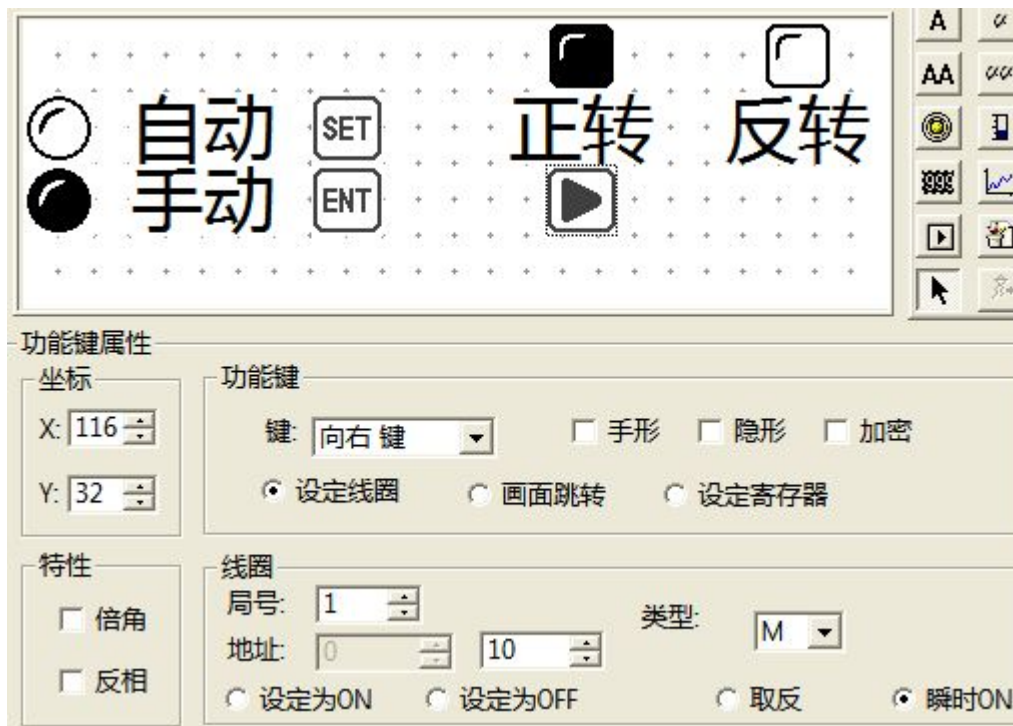 A
AA
自动 SET 正转 反转
手动 ENT
功能键属性
坐标 功能键
X: 116 键: 向右 键 手形 隐形 加密
Y: 32 设定线圈 画面跳转 设定寄存器
特性 线圈
倍角 局号: 1 类型: M
地址: 0 10
反相 设定为ON 设定为OFF 取反 瞬时ON